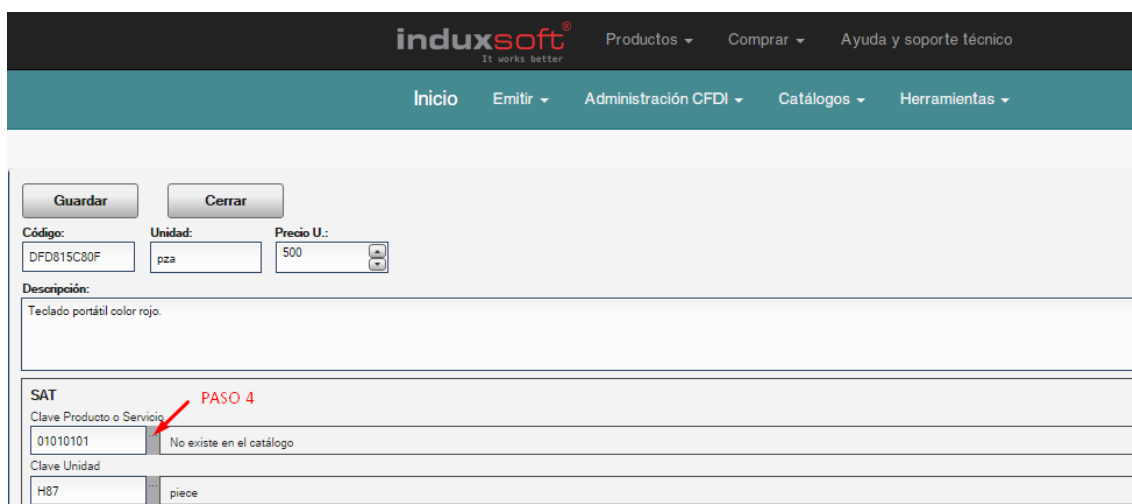 induxsoft®
It works better
Productos
Comprar
Ayuda y soporte técnico
Inicio
Emitir
Administración CFDI
Catálogos
Herramientas
Guardar
Cerrar
Código:
Unidad:
Precio U.:
DFD815C80F
pza
500
Descripción:
Teclado portátil color rojo.
SAT
PASO 4
Clave Producto o Servicio
01010101
...
No existe en el catálogo
Clave Unidad
H87
...
piece